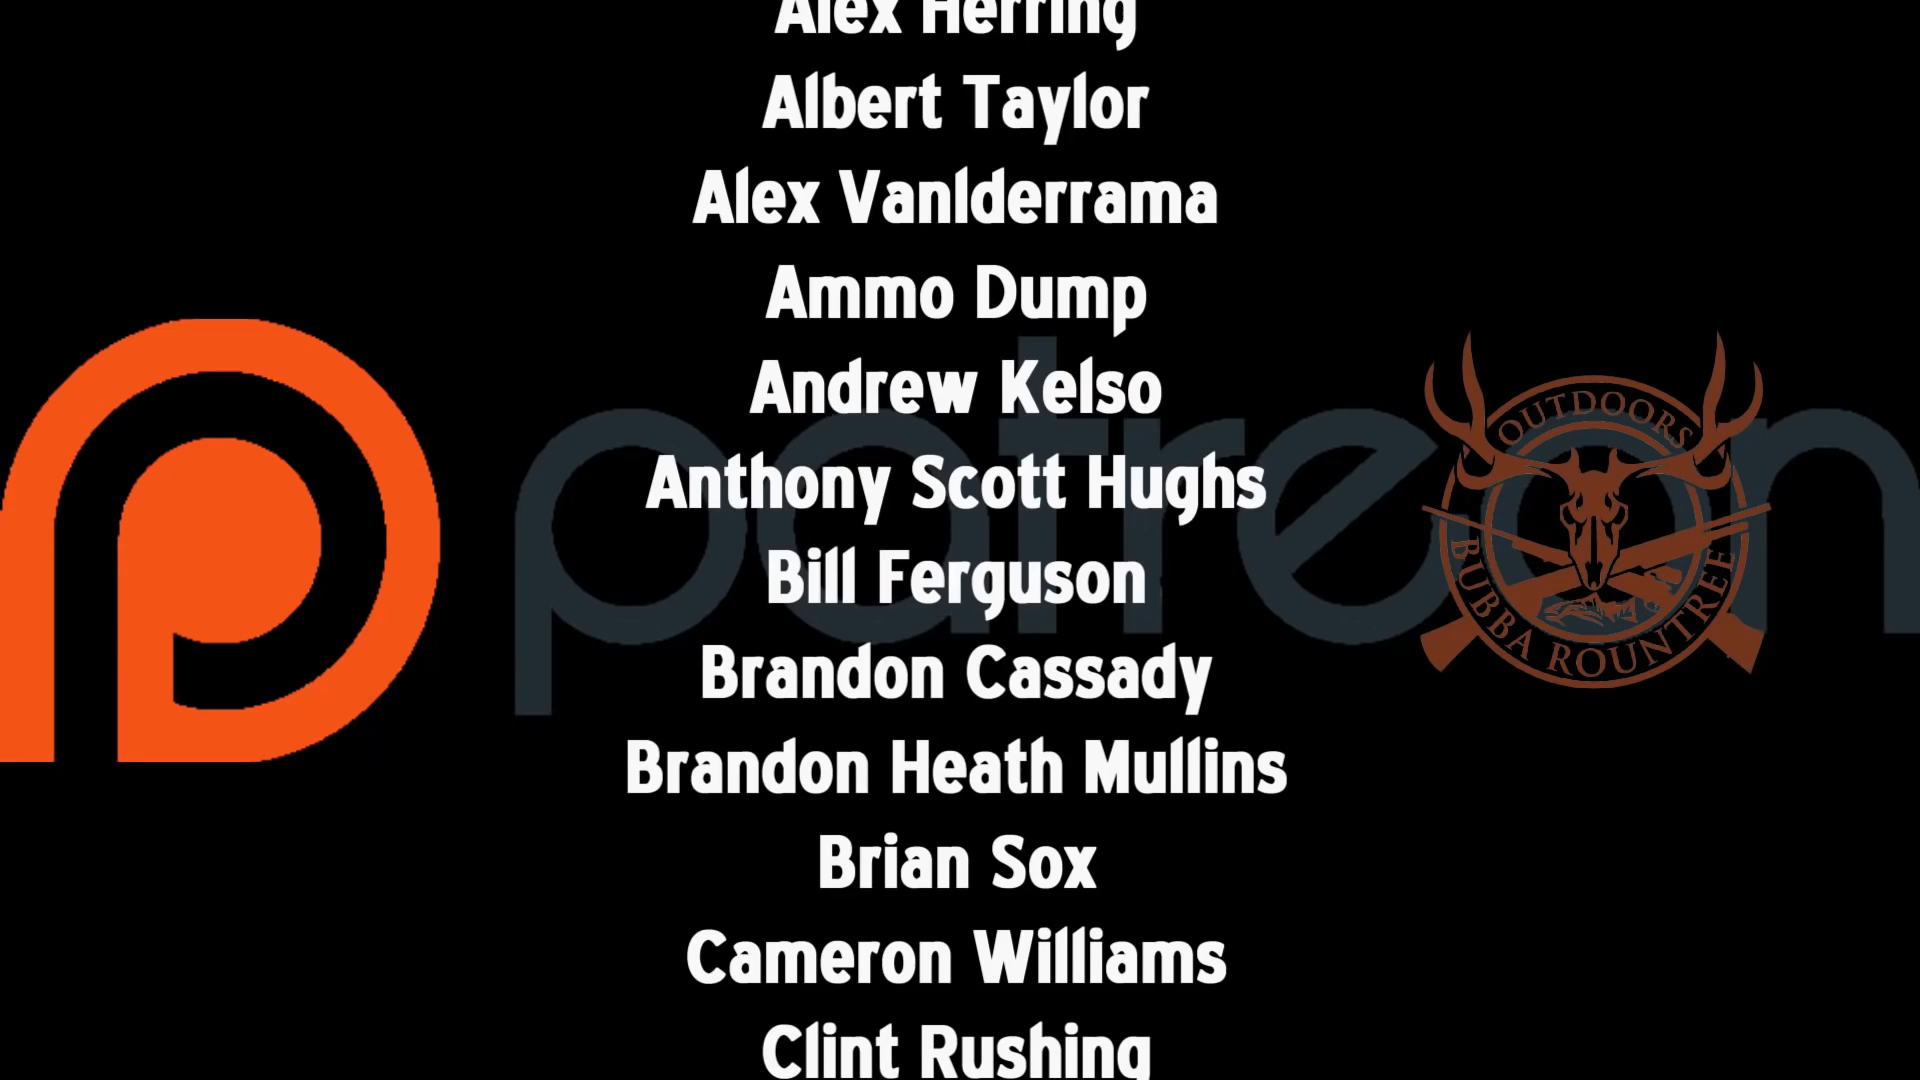 Alex Herring
Albert Taylor
Alex Vanlderrama
Ammo Dump
Andrew Kelso
Anthony Scott Hughs
Bill Ferguson
Brandon Cassady
Brandon Heath Mullins
Brian Sox
Cameron Williams
Clint Rushing
patreon
OUTDOORS
BUBBA ROUNTREE